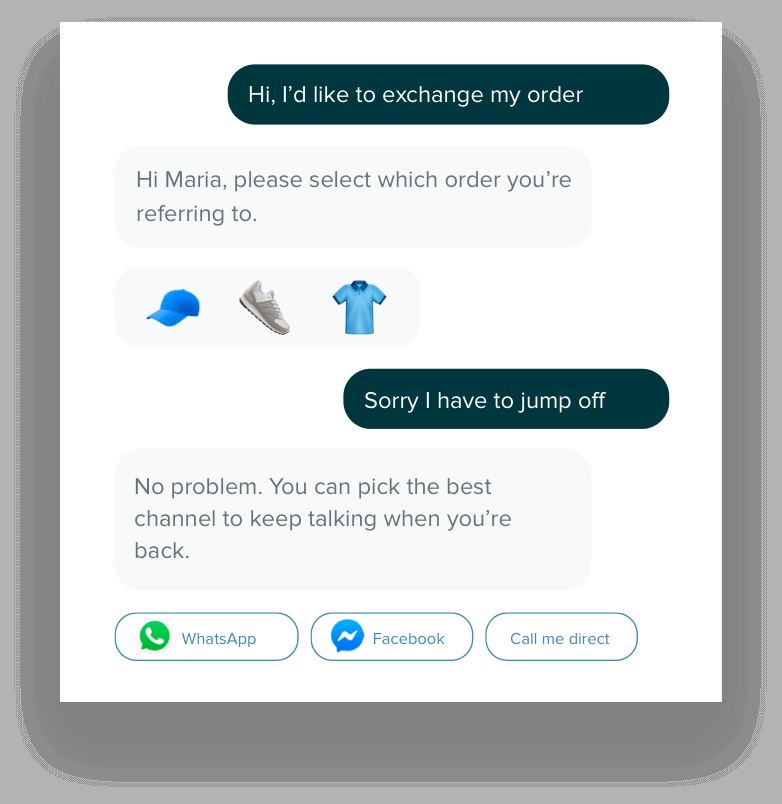 Hi, I’d like to exchange my order
Hi Maria, please select which order you’re
referring to.
Sorry I have to jump off
No problem. You can pick the best
channel to keep talking when you’re
back.
WhatsApp
Facebook
Call me direct